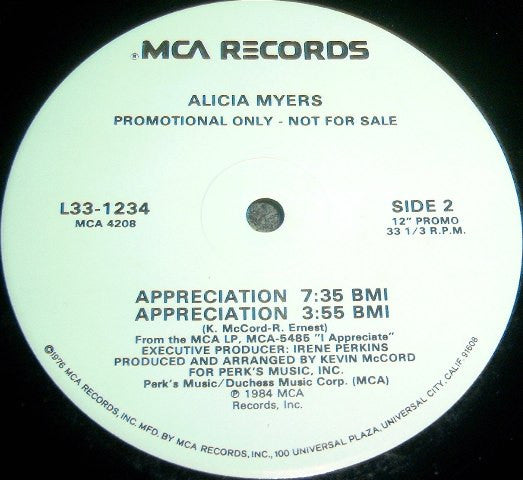 MCA RECORDS
ALICIA MYERS
PROMOTIONAL ONLY - NOT FOR SALE
L33-1234
MCA 4208
SIDE 2
12" PROMO
33 1/3 R.P.M.
APPRECIATION 7:35 BMI
APPRECIATION 3:55 BMI
(K. McCord-R. Ernest)
From the MCA LP, MCA-5485 "I Appreciate"
EXECUTIVE PRODUCER: IRENE PERKINS
PRODUCED AND ARRANGED BY KEVIN McCORD
FOR PERK'S MUSIC, INC.
Perk's Music/Duchess Music Corp. (MCA)
℗ 1984 MCA
Records, Inc.
©1976 MCA RECORDS, INC. MFD. BY MCA RECORDS, INC., 100 UNIVERSAL PLAZA, UNIVERSAL CITY, CALIF. 91608